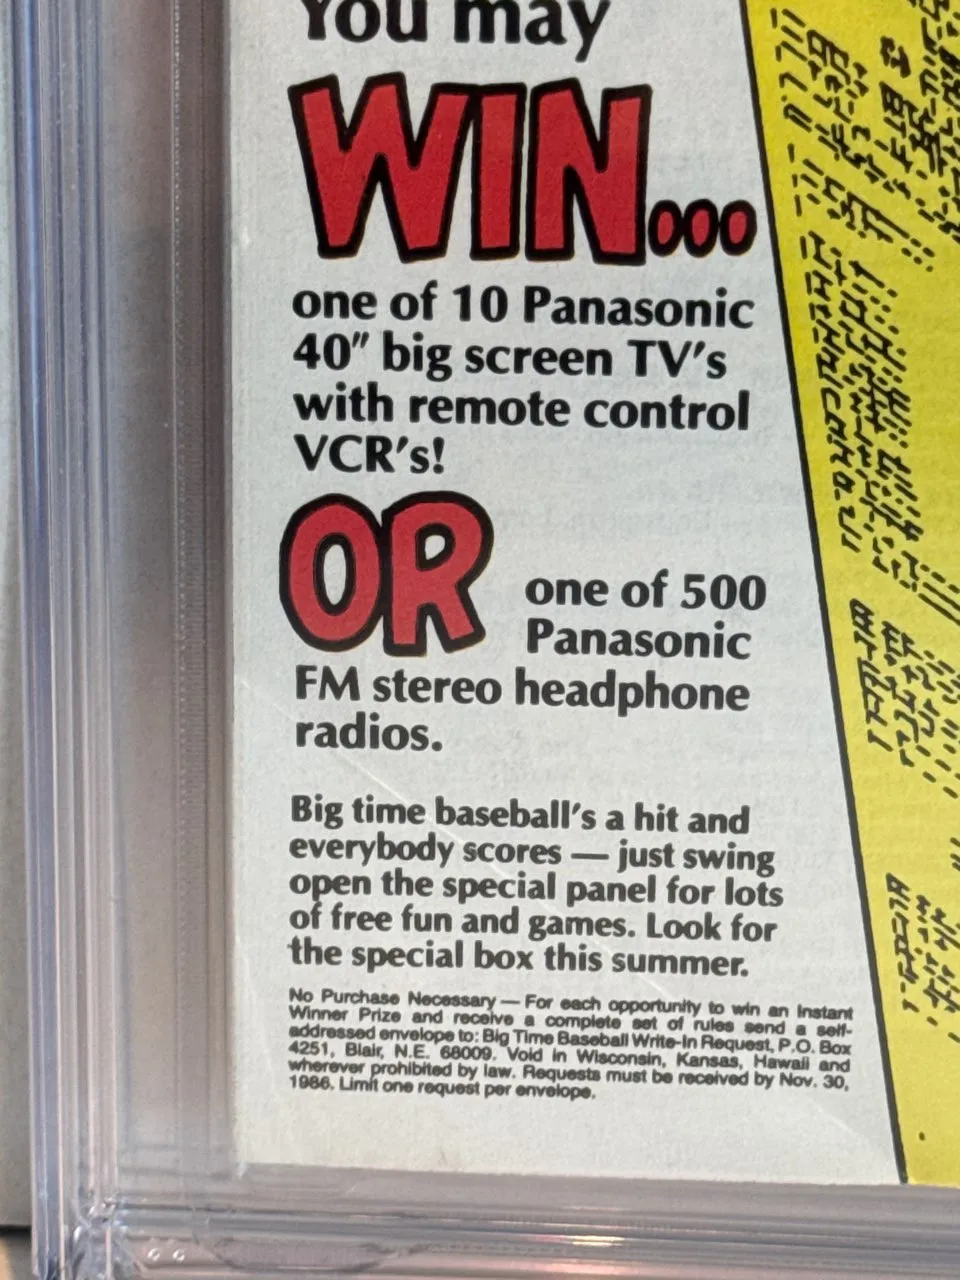 You may
WIN...
one of 10 Panasonic
40" big screen TV's
with remote control
VCR's!
OR one of 500
Panasonic
FM stereo headphone
radios.
Big time baseball's a hit and
everybody scores — just swing
open the special panel for lots
of free fun and games. Look for
the special box this summer.
No Purchase Necessary — For each opportunity to win an Instant
Winner Prize and receive a complete set of rules send a self-
addressed envelope to: Big Time Baseball Write-In Request, P.O. Box
4251, Blair, N.E. 68009. Void in Wisconsin, Kansas, Hawaii and
wherever prohibited by law. Requests must be received by Nov. 30,
1986. Limit one request per envelope.